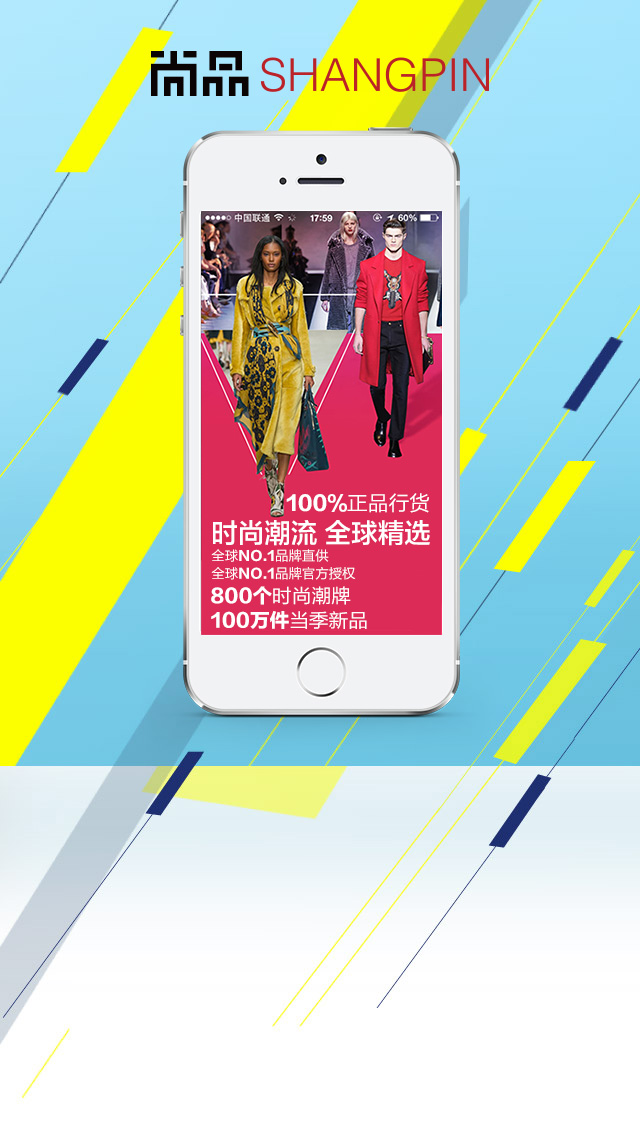 尚品 SHANGPIN
中国联通 17:59 60%
100%正品行货
时尚潮流 全球精选
全球NO.1品牌直供
全球NO.1品牌官方授权
800个时尚潮牌
100万件当季新品